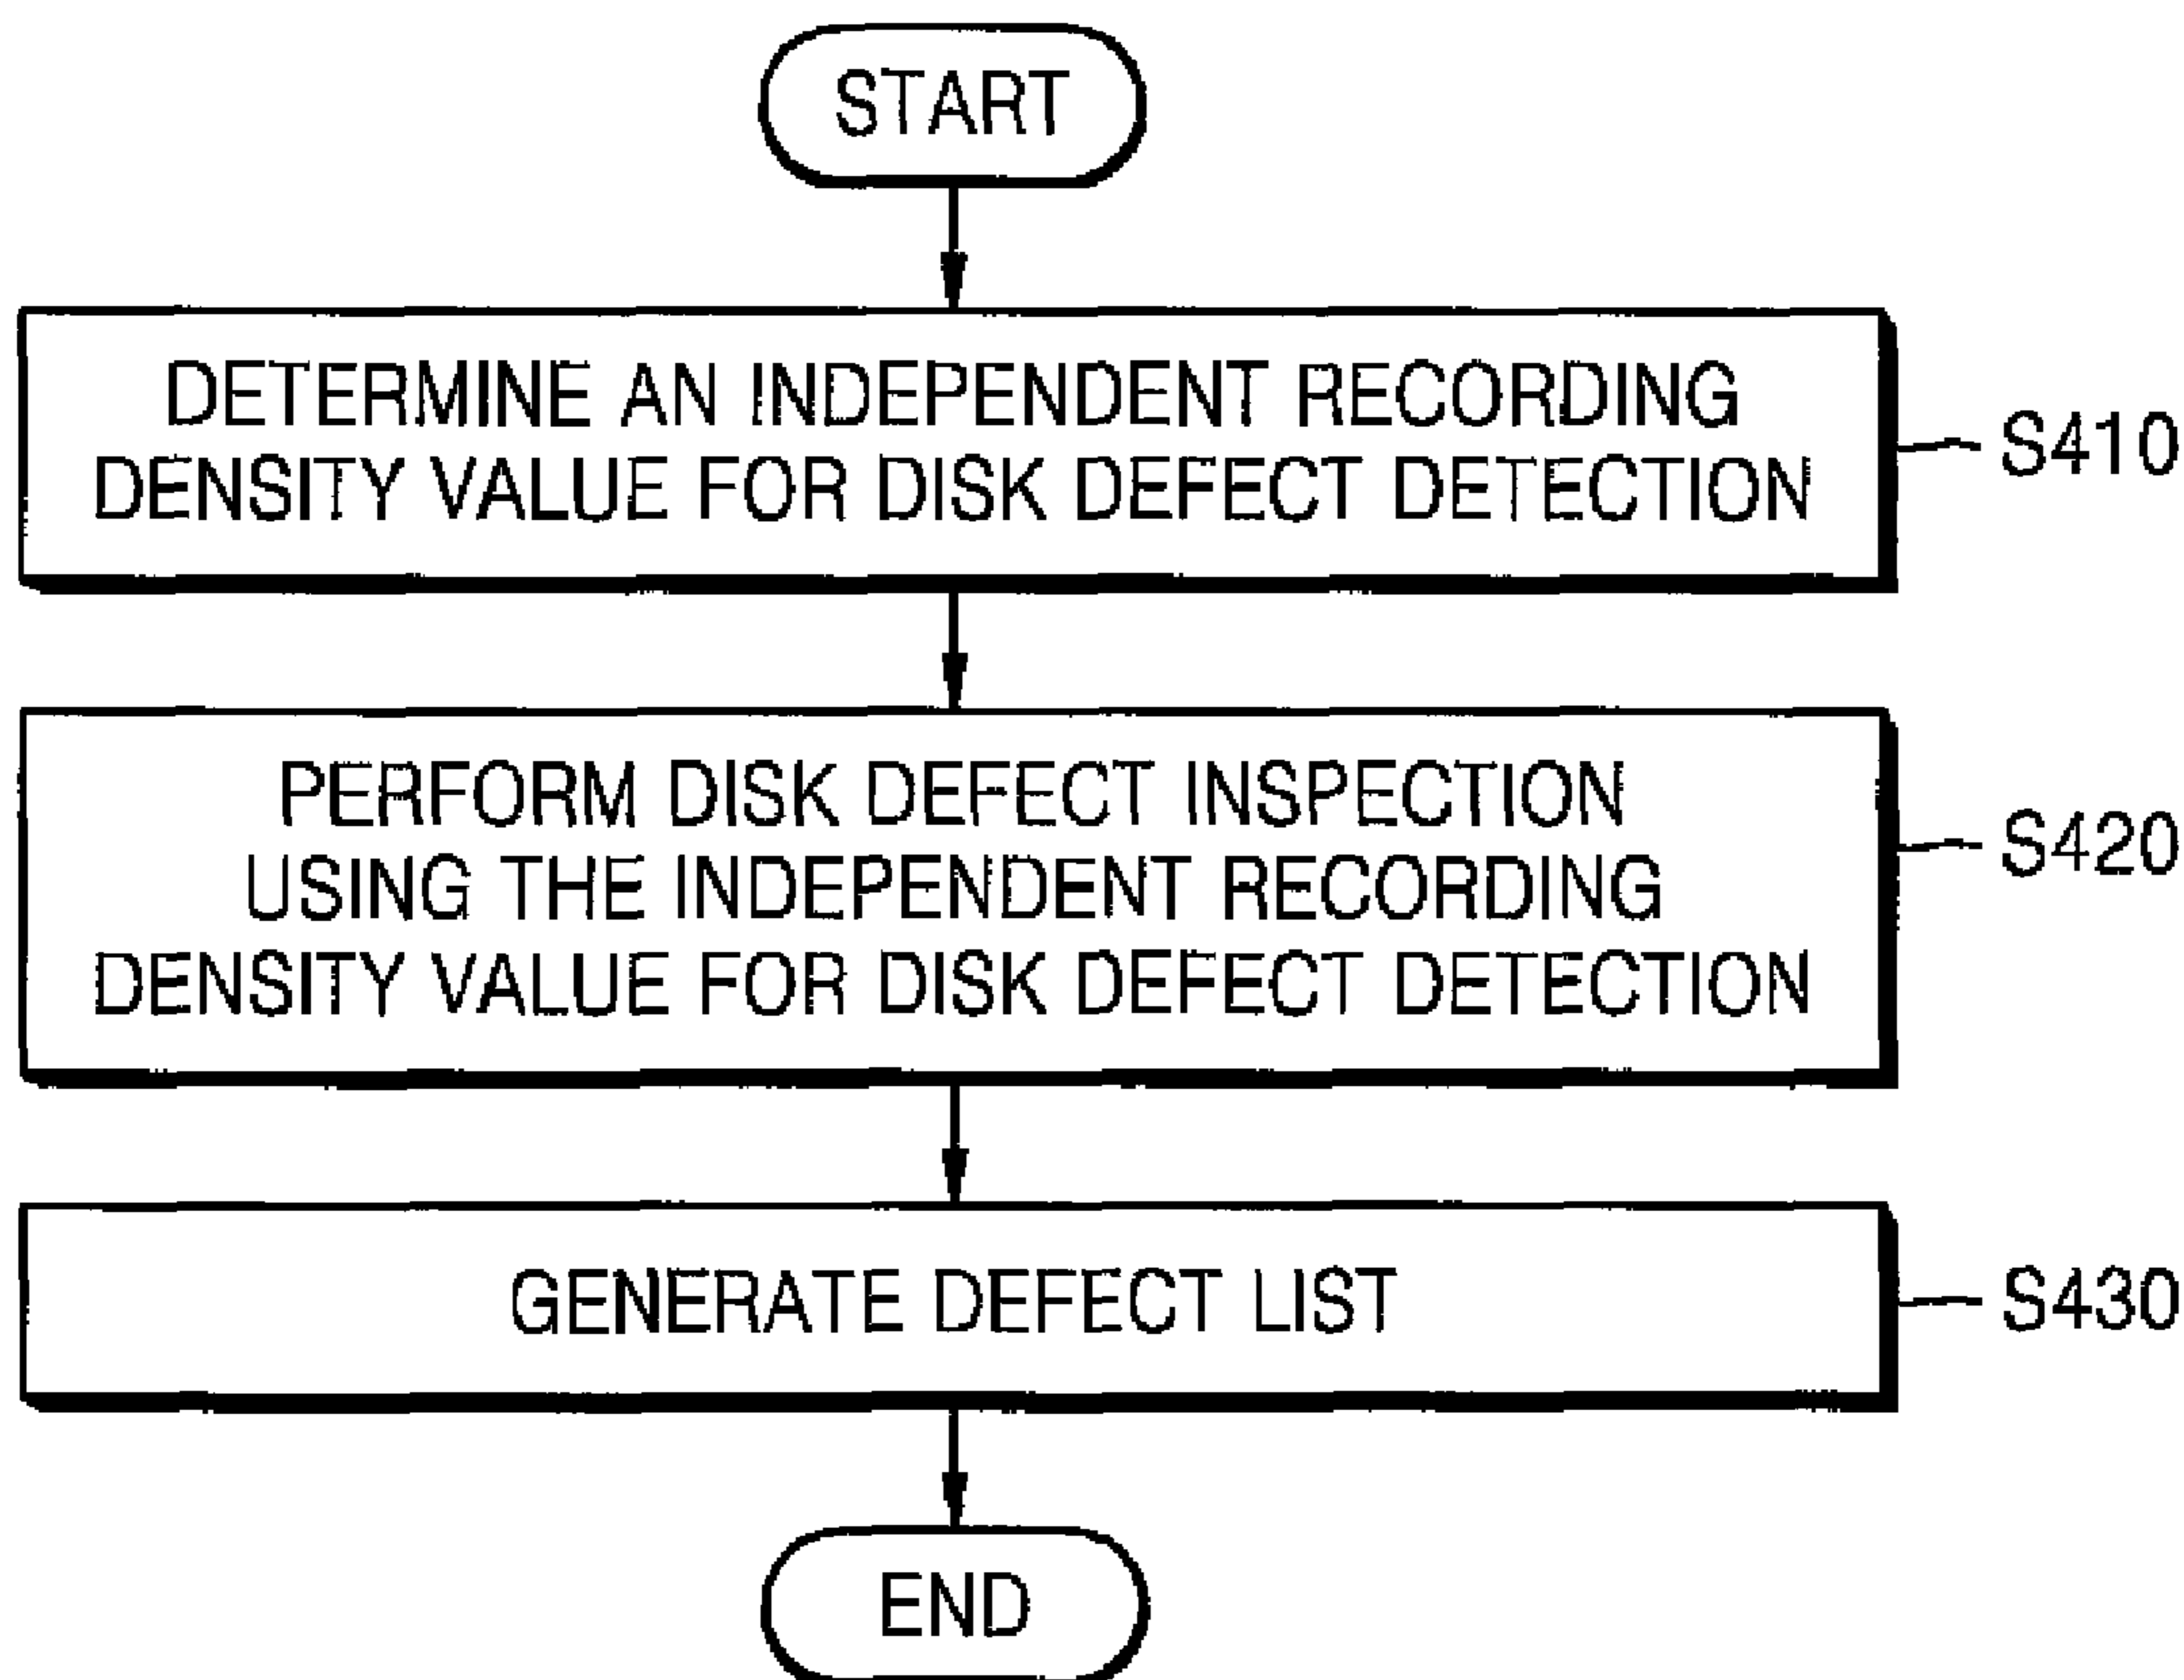 START
DETERMINE AN INDEPENDENT RECORDING
DENSITY VALUE FOR DISK DEFECT DETECTION
S410
PERFORM DISK DEFECT INSPECTION
USING THE INDEPENDENT RECORDING
DENSITY VALUE FOR DISK DEFECT DETECTION
S420
GENERATE DEFECT LIST
S430
END